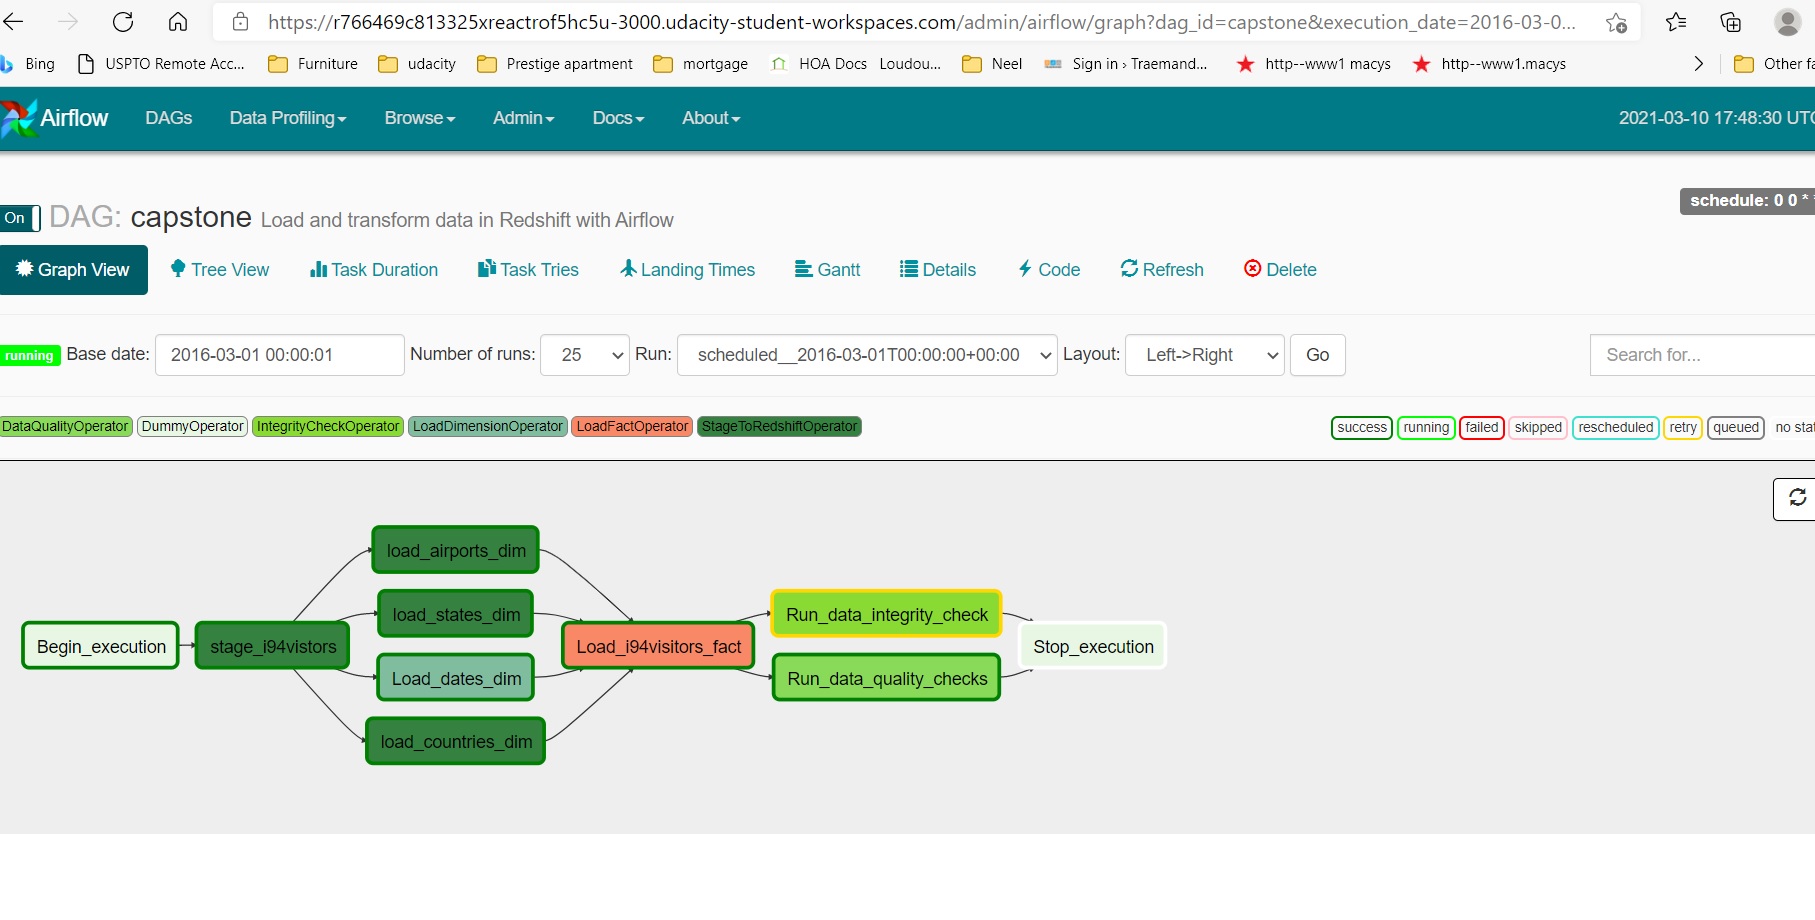 https://r766469c813325xreactrof5hc5u-3000.udacity-student-workspaces.com/admin/airflow/graph?dag_id=capstone&execution_date=2016-03-0...
Bing USPTO Remote Acc... Furniture udacity Prestige apartment mortgage HOA Docs Loudou... Neel Sign in › Traemand... http--www1 macys http--www1.macys Other fa
Airflow DAGs Data Profiling Browse Admin Docs About 2021-03-10 17:48:30 UTC
On DAG: capstone Load and transform data in Redshift with Airflow schedule: 0 0 * *
Graph View Tree View Task Duration Task Tries Landing Times Gantt Details Code Refresh Delete
running Base date: 2016-03-01 00:00:01 Number of runs: 25 Run: scheduled__2016-03-01T00:00:00+00:00 Layout: Left->Right Go Search for...
DataQualityOperator DummyOperator IntegrityCheckOperator LoadDimensionOperator LoadFactOperator StageToRedshiftOperator success running failed skipped rescheduled retry queued no stat
load_airports_dim
load_states_dim Run_data_integrity_check
Begin_execution stage_i94vistors Load_i94visitors_fact Stop_execution
Load_dates_dim Run_data_quality_checks
load_countries_dim